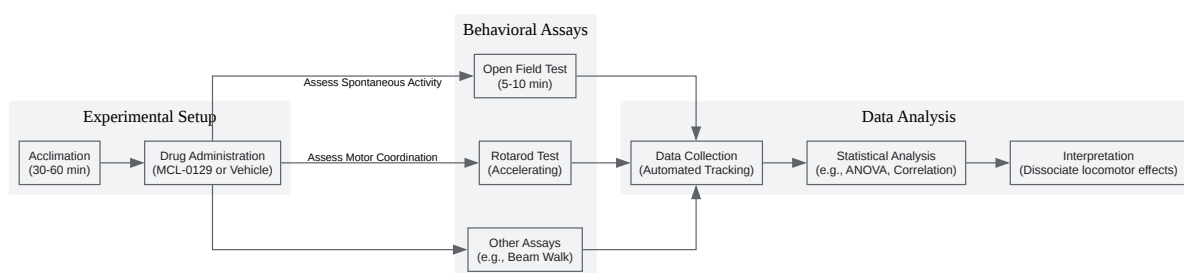 Behavioral Assays
Open Field Test
(5-10 min)
Assess Spontaneous Activity
Experimental Setup
Data Analysis
Acclimation
(30-60 min)
Drug Administration
(MCL-0129 or Vehicle)
Assess Motor Coordination
Rotarod Test
(Accelerating)
Data Collection
(Automated Tracking)
Statistical Analysis
(e.g., ANOVA, Correlation)
Interpretation
(Dissociate locomotor effects)
Other Assays
(e.g., Beam Walk)